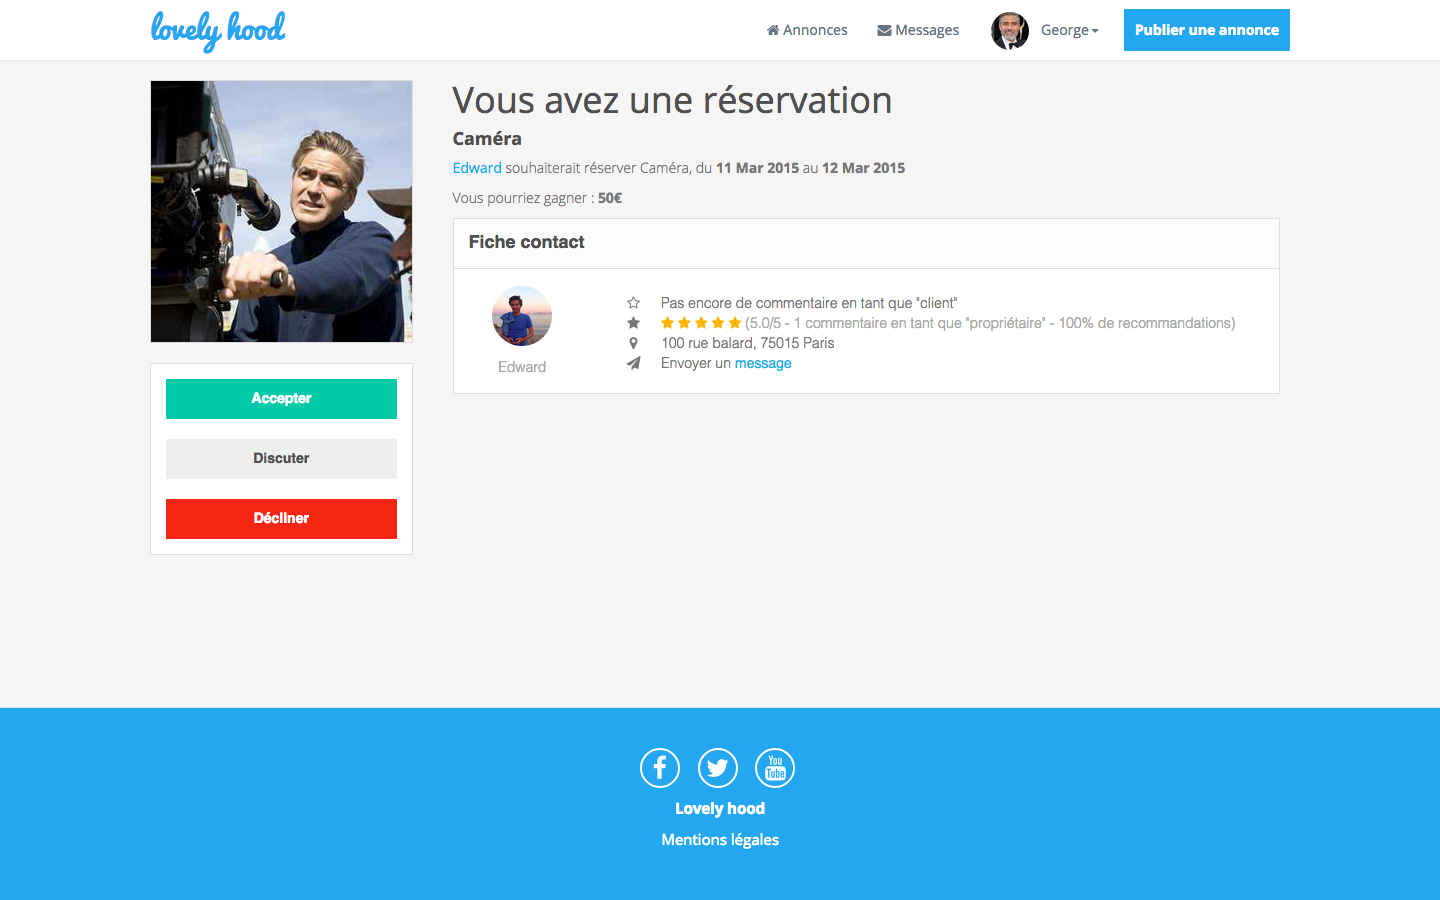 lovely hood
Annonces
Messages
George
Publier une annonce
Vous avez une réservation
Caméra
Edward souhaiterait réserver Caméra, du 11 Mar 2015 au 12 Mar 2015
Vous pourriez gagner : 50€
Fiche contact
Pas encore de commentaire en tant que "client"
(5.0/5 - 1 commentaire en tant que "propriétaire" - 100% de recommandations)
100 rue balard, 75015 Paris
Envoyer un message
Edward
Accepter
Discuter
Décliner
You
Tube
Lovely hood
Mentions légales